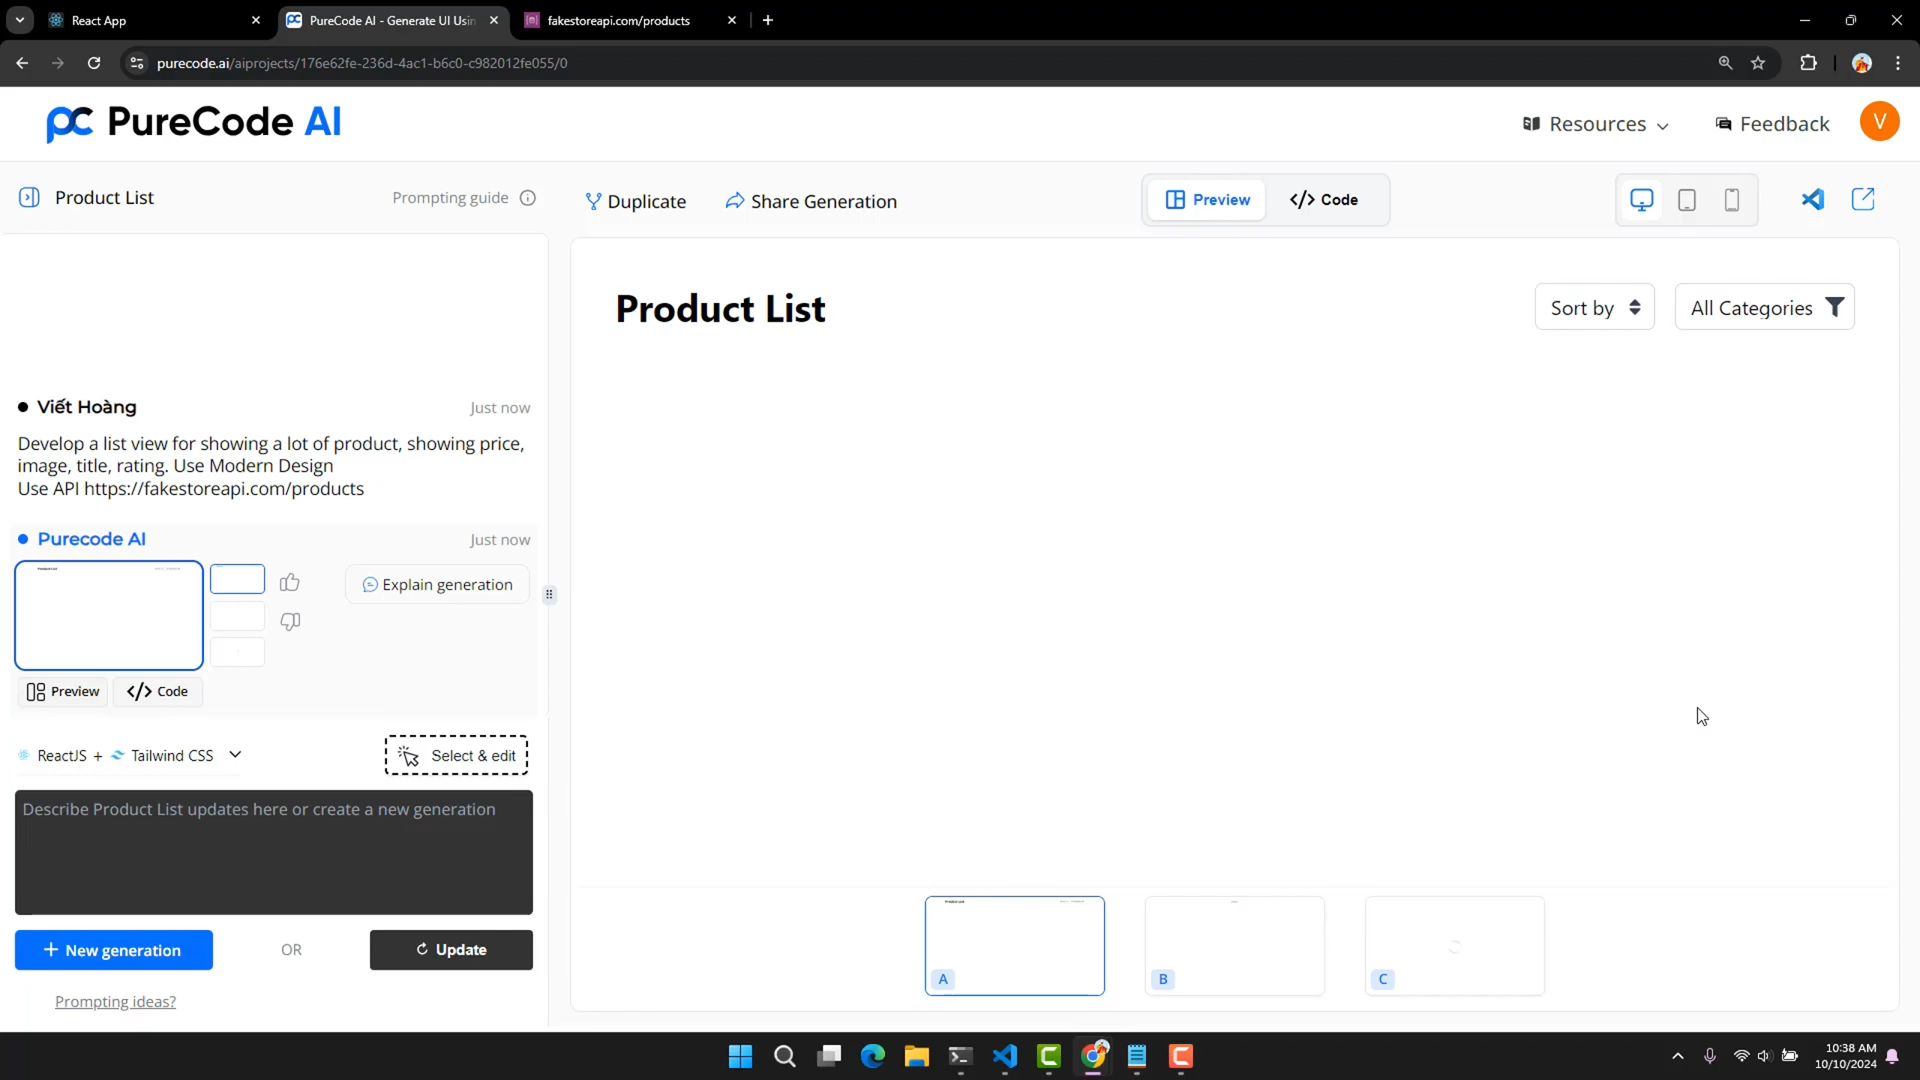 React App
PureCode AI - Generate UI Usin
fakestoreapi.com/products
purecode.ai/aiprojects/176e62fe-236d-4ac1-b6c0-c982012fe055/0
pc PureCode AI
Resources
Feedback
V
Product List
Prompting guide
Duplicate
Share Generation
Preview
</> Code
Product List
Sort by
All Categories
Viết Hoàng
Just now
Develop a list view for showing a lot of product, showing price,
image, title, rating. Use Modern Design
Use API https://fakestoreapi.com/products
Purecode AI
Just now
Explain generation
Preview
</> Code
ReactJS + Tailwind CSS
Select & edit
Describe Product List updates here or create a new generation
+ New generation
OR
Update
Prompting ideas?
Product List
A
B
C
10:38 AM
10/10/2024